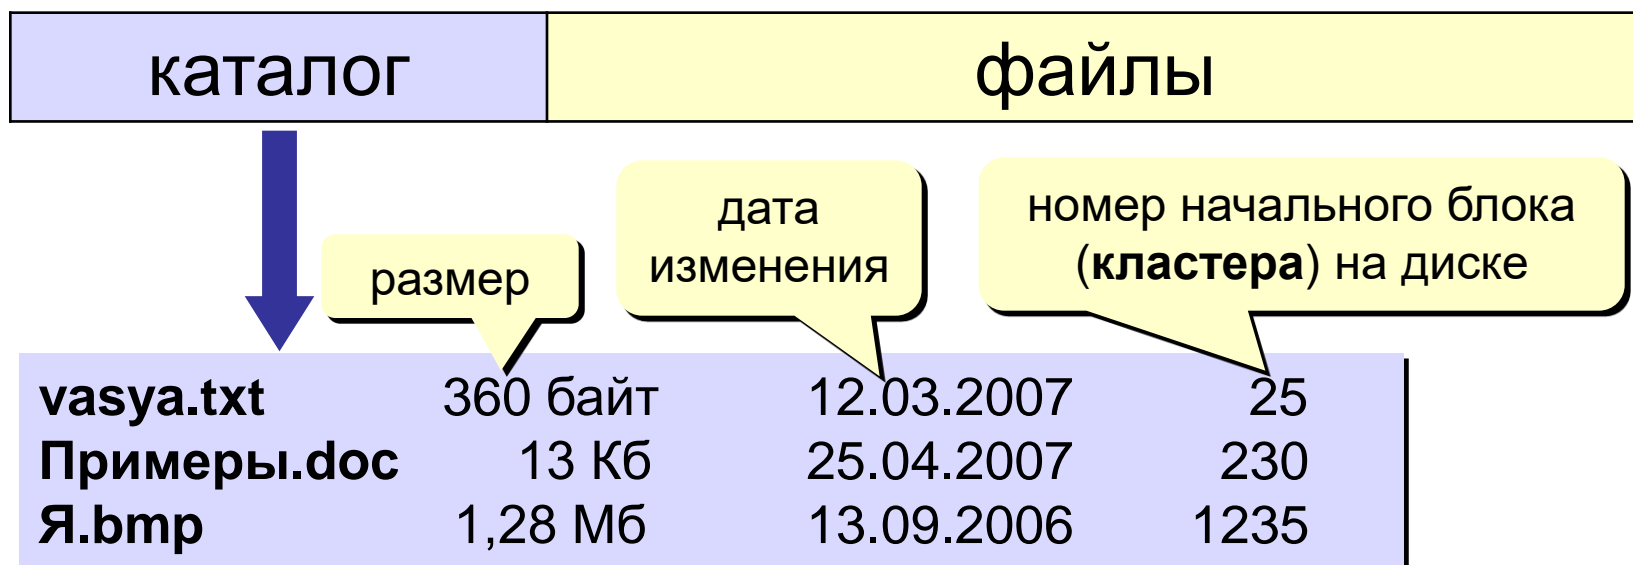 каталог файлы
размер
дата
изменения
номер начального блока
(кластера) на диске
vasya.txt 360 байт 12.03.2007 25
Примеры.doc 13 Кб 25.04.2007 230
Я.bmp 1,28 Мб 13.09.2006 1235